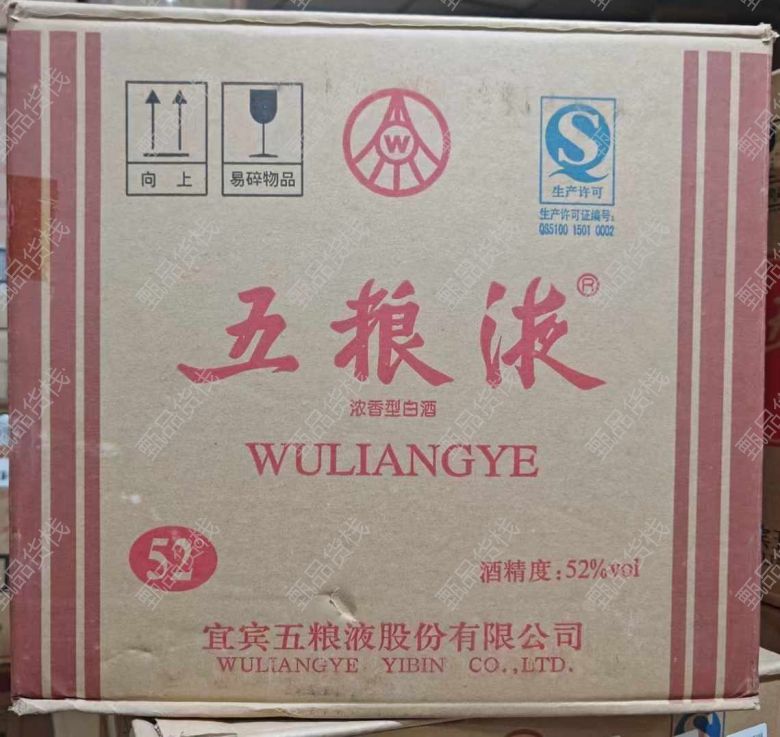 向 上
易碎物品
W
生产许可
生产许可证编号:
QS5100 1501 0002
五粮液®
浓香型白酒
WULIANGYE
52°
酒精度:52%vol
宜宾五粮液股份有限公司
WULIANGYE YIBIN CO.,LTD.
甄品货栈